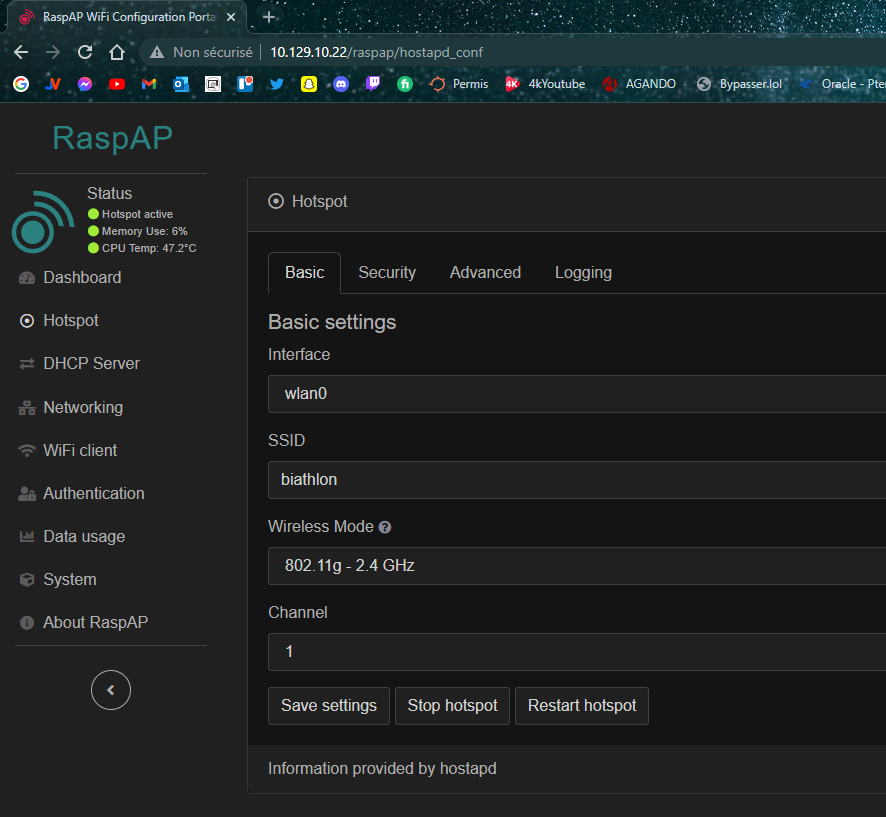 RaspAP WiFi Configuration Porta
Non sécurisé 10.129.10.22/raspap/hostapd_conf
Permis 4kYoutube AGANDO Bypasser.lol Oracle - Pter
RaspAP
Status
Hotspot active
Memory Use: 6%
CPU Temp: 47.2°C
Dashboard
Hotspot
DHCP Server
Networking
WiFi client
Authentication
Data usage
System
About RaspAP
Hotspot
Basic Security Advanced Logging
Basic settings
Interface
wlan0
SSID
biathlon
Wireless Mode
802.11g - 2.4 GHz
Channel
1
Save settings Stop hotspot Restart hotspot
Information provided by hostapd